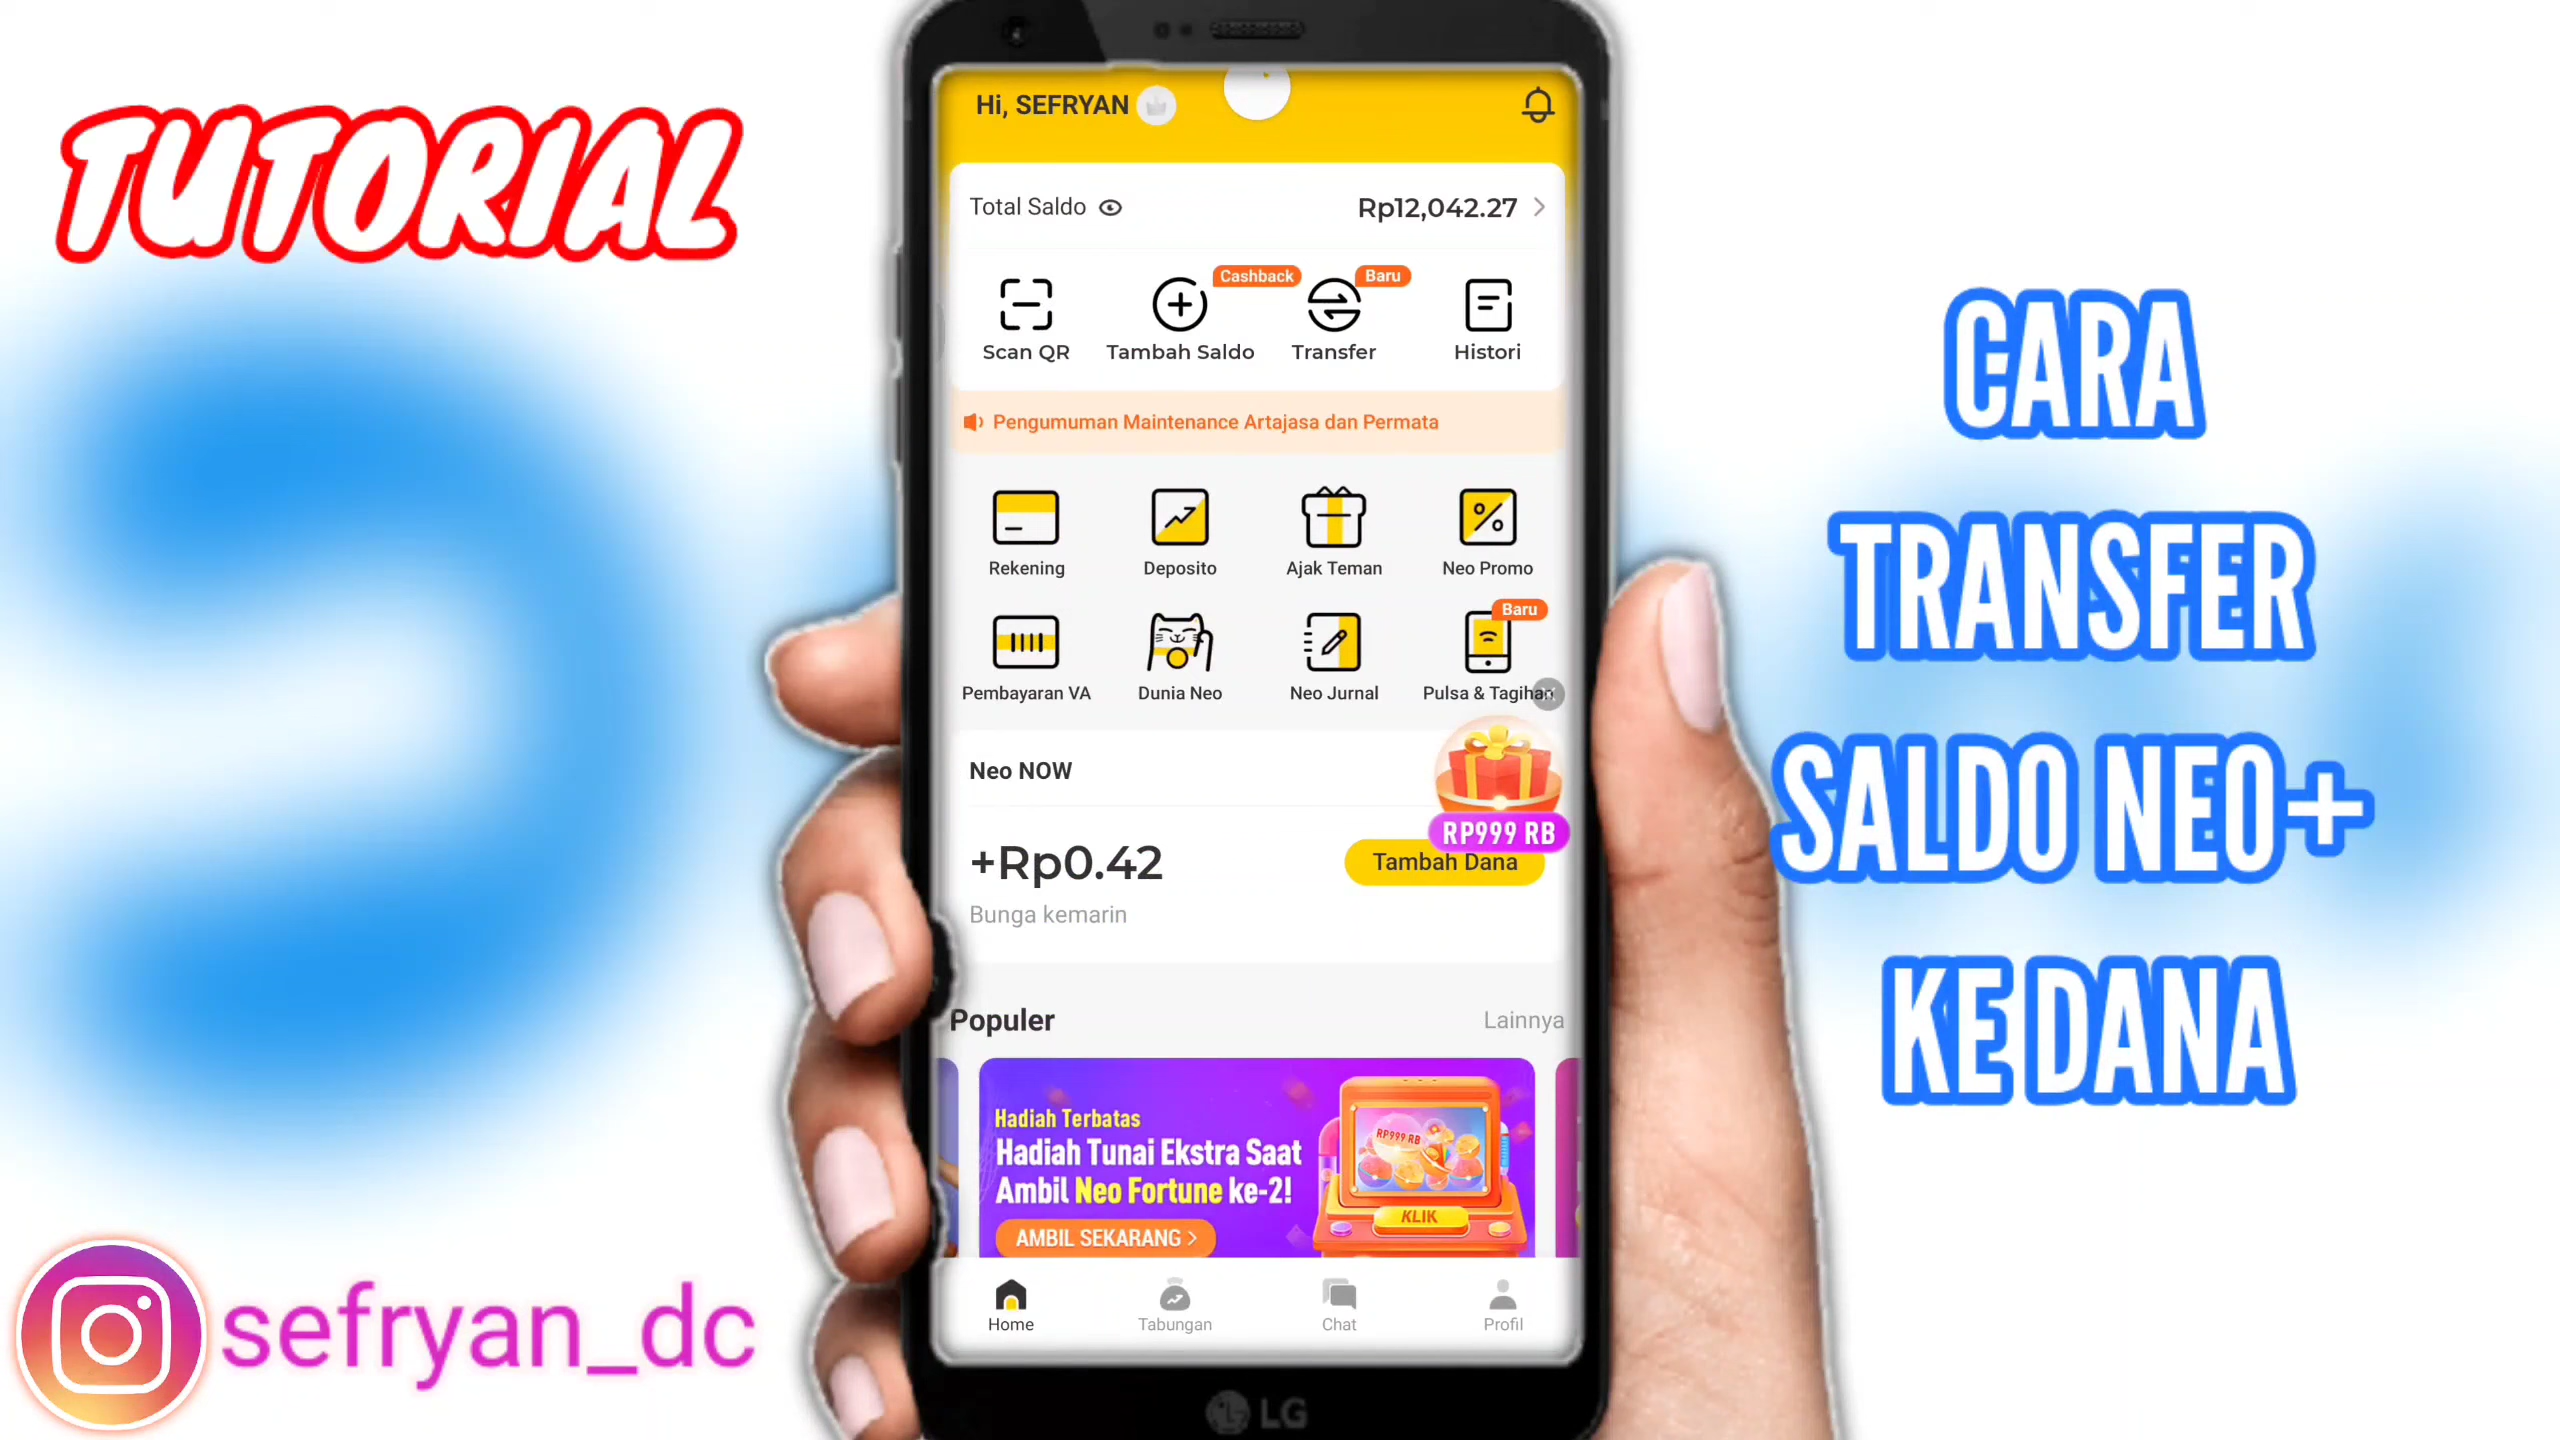 TUTORIAL
Hi, SEFRYAN
Total Saldo
Rp12,042.27
Cashback
Baru
Scan QR
Tambah Saldo
Transfer
Histori
Pengumuman Maintenance Artajasa dan Permata
Rekening
Deposito
Ajak Teman
Neo Promo
Baru
Pembayaran VA
Dunia Neo
Neo Jurnal
Pulsa & Tagihan
Neo NOW
RP999 RB
+Rp0.42
Tambah Dana
Bunga kemarin
Populer
Lainnya
Hadiah Terbatas
Hadiah Tunai Ekstra Saat
Ambil Neo Fortune ke-2!
AMBIL SEKARANG >
RP999 RB
KLIK
Home
Tabungan
Chat
Profil
LG
CARA
TRANSFER
SALDO NEO+
KE DANA
sefryan_dc